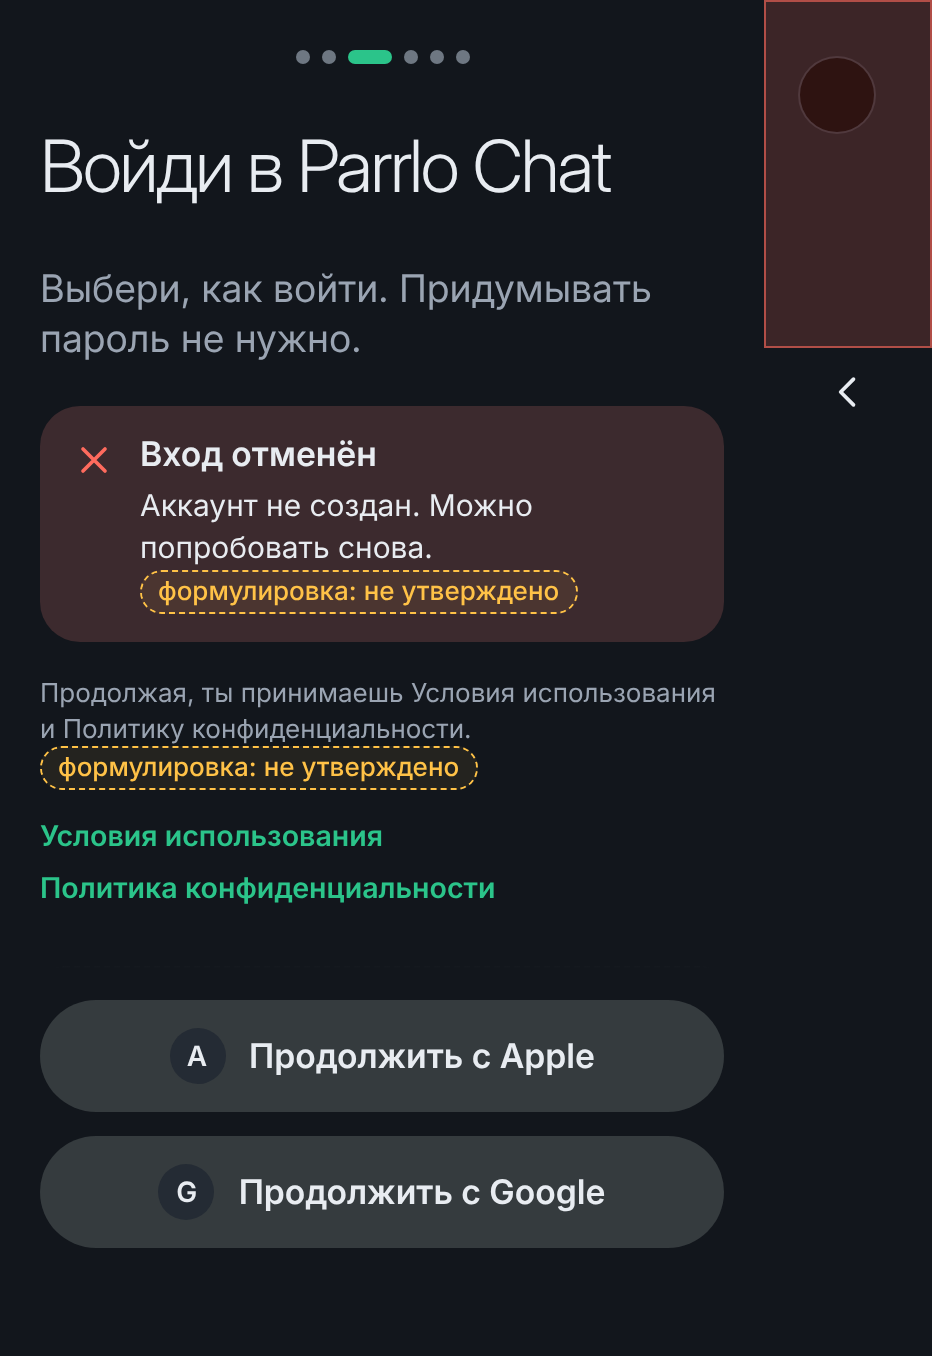 Войди в Parrlo Chat
Выбери, как войти. Придумывать
пароль не нужно.
Вход отменён
Аккаунт не создан. Можно
попробовать снова.
формулировка: не утверждено
Продолжая, ты принимаешь Условия использования
и Политику конфиденциальности.
формулировка: не утверждено
Условия использования
Политика конфиденциальности
A Продолжить с Apple
G Продолжить с Google